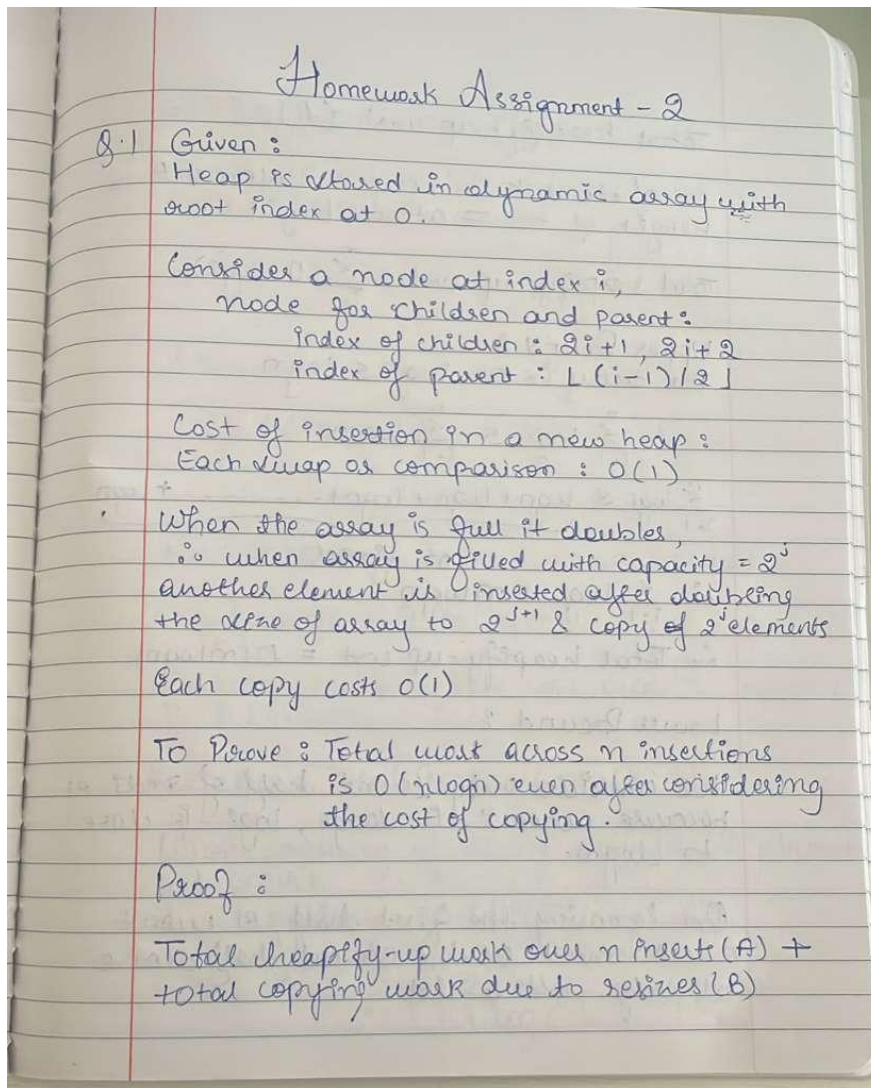 Homework Assignment - 2
Q.1 Given :
Heap is stored in dynamic array with
root index at 0.
Consider a node at index i,
node for children and parent :
index of children : 2i+1, 2i+2
index of parent : ⌊(i-1)/2⌋
Cost of insertion in a new heap :
Each swap or comparison : O(1)
When the array is full it doubles,
∴ when array is filled with capacity = 2^j
another element is inserted after doubling
the size of array to 2^j+1 & copy of 2^j elements
Each copy costs O(1)
To Prove : Total work across n insertions
is O(nlogn) even after considering
the cost of copying.
Proof :
Total heapify-up work over n inserts (A) +
total copying work due to resizes (B)